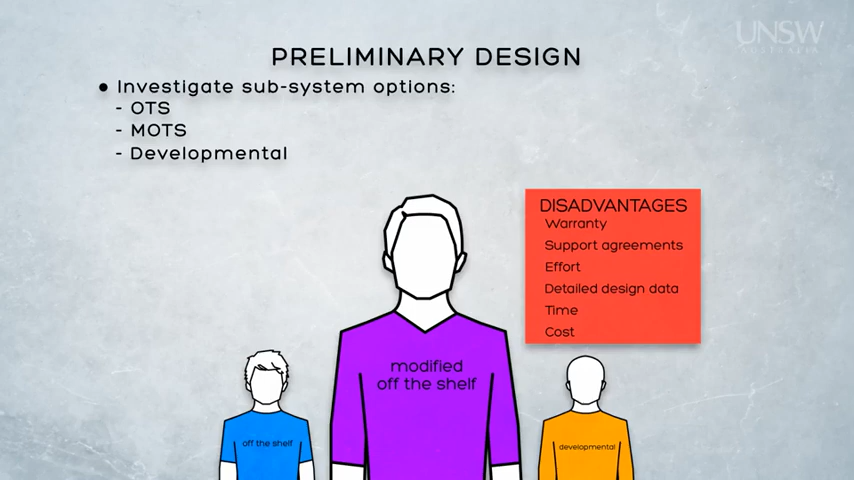 UNSW
AUSTRALIA
PRELIMINARY DESIGN
● Investigate sub-system options:
- OTS
- MOTS
- Developmental
DISADVANTAGES
Warranty
Support agreements
Effort
Detailed design data
Time
Cost
modified
off the shelf
off the shelf
developmental